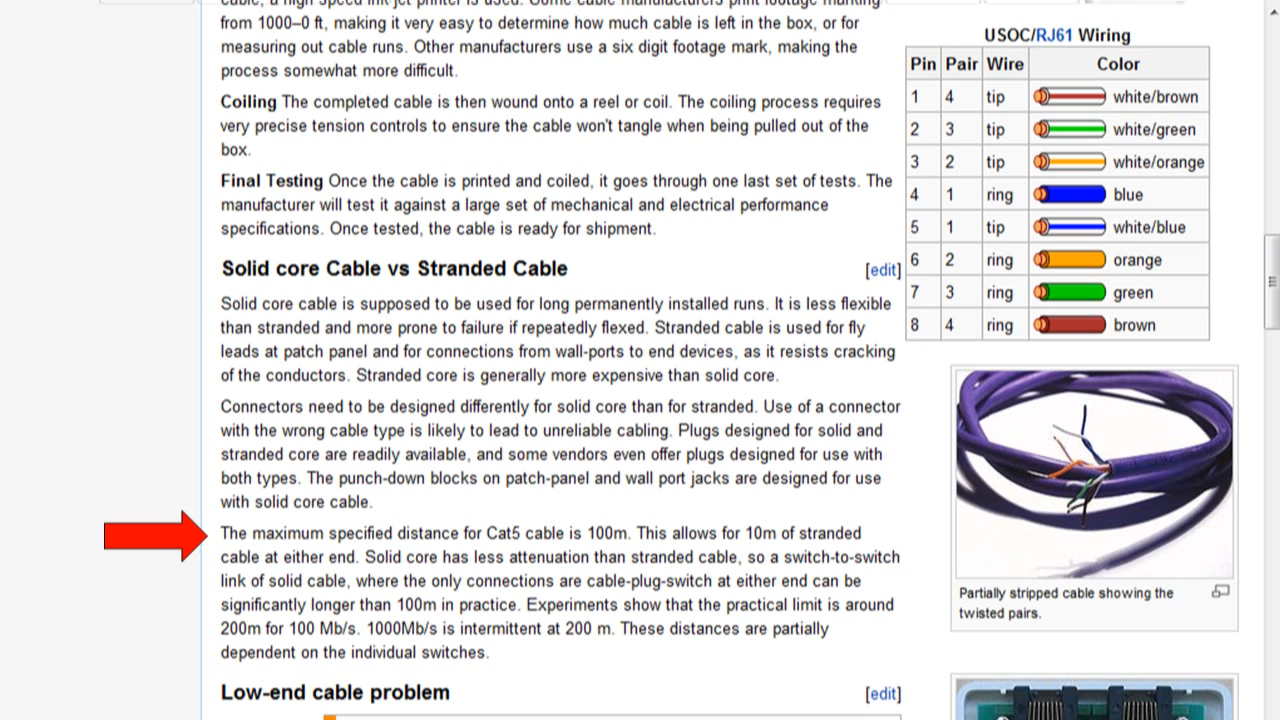 cable, a high speed ink jet printer is used. Some cable manufacturers print footage marking
from 1000–0 ft, making it very easy to determine how much cable is left in the box, or for
measuring out cable runs. Other manufacturers use a six digit footage mark, making the
process somewhat more difficult.
Coiling The completed cable is then wound onto a reel or coil. The coiling process requires
very precise tension controls to ensure the cable won't tangle when being pulled out of the
box.
Final Testing Once the cable is printed and coiled, it goes through one last set of tests. The
manufacturer will test it against a large set of mechanical and electrical performance
specifications. Once tested, the cable is ready for shipment.
Solid core Cable vs Stranded Cable [edit]
Solid core cable is supposed to be used for long permanently installed runs. It is less flexible
than stranded and more prone to failure if repeatedly flexed. Stranded cable is used for fly
leads at patch panel and for connections from wall-ports to end devices, as it resists cracking
of the conductors. Stranded core is generally more expensive than solid core.
Connectors need to be designed differently for solid core than for stranded. Use of a connector
with the wrong cable type is likely to lead to unreliable cabling. Plugs designed for solid and
stranded core are readily available, and some vendors even offer plugs designed for use with
both types. The punch-down blocks on patch-panel and wall port jacks are designed for use
with solid core cable.
The maximum specified distance for Cat5 cable is 100m. This allows for 10m of stranded
cable at either end. Solid core has less attenuation than stranded cable, so a switch-to-switch
link of solid cable, where the only connections are cable-plug-switch at either end can be
significantly longer than 100m in practice. Experiments show that the practical limit is around
200m for 100 Mb/s. 1000Mb/s is intermittent at 200 m. These distances are partially
dependent on the individual switches.
Low-end cable problem [edit]
USOC/RJ61 Wiring
Pin Pair Wire Color
1 4 tip white/brown
2 3 tip white/green
3 2 tip white/orange
4 1 ring blue
5 1 tip white/blue
6 2 ring orange
7 3 ring green
8 4 ring brown
Partially stripped cable showing the
twisted pairs.